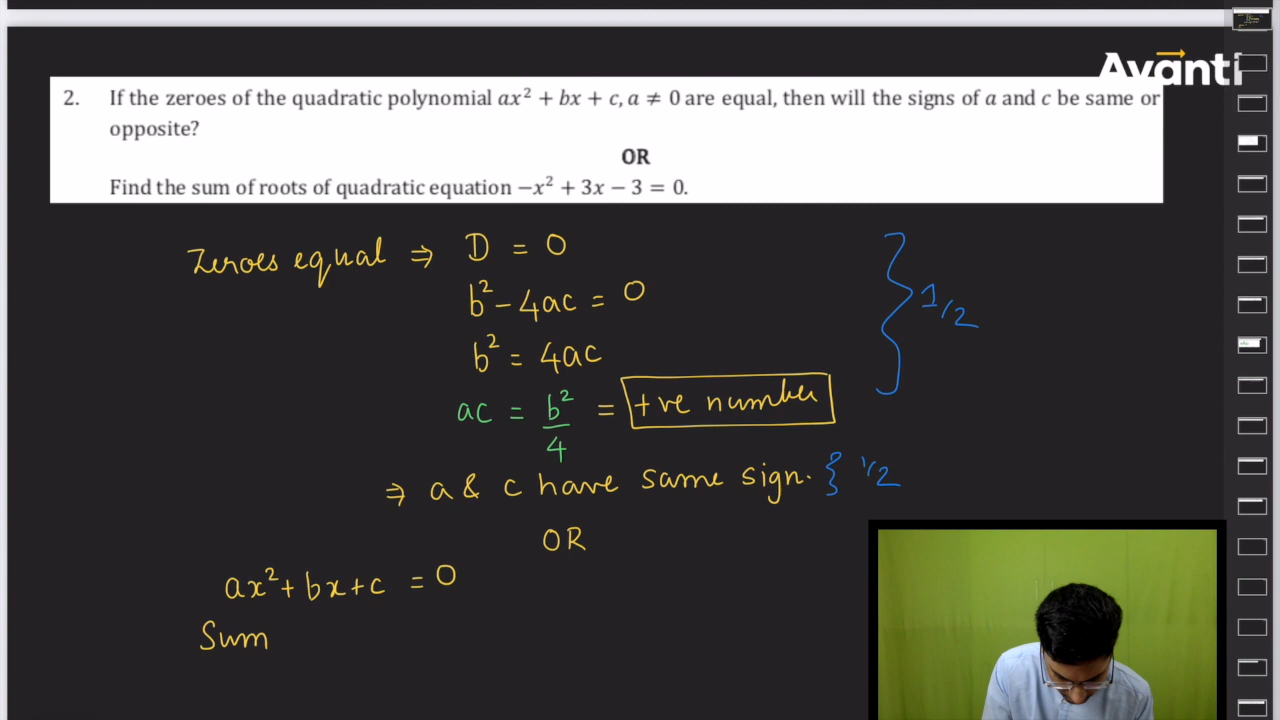 Avanti
2. If the zeroes of the quadratic polynomial ax² + bx + c, a ≠ 0 are equal, then will the signs of a and c be same or
opposite?
OR
Find the sum of roots of quadratic equation −x² + 3x − 3 = 0.
Zeroes equal ⇒ D = 0
b² − 4ac = 0
1/2
b² = 4ac
ac = b²/4 = +ve number
⇒ a & c have same sign. } 1/2
OR
ax² + bx + c = 0
Sum